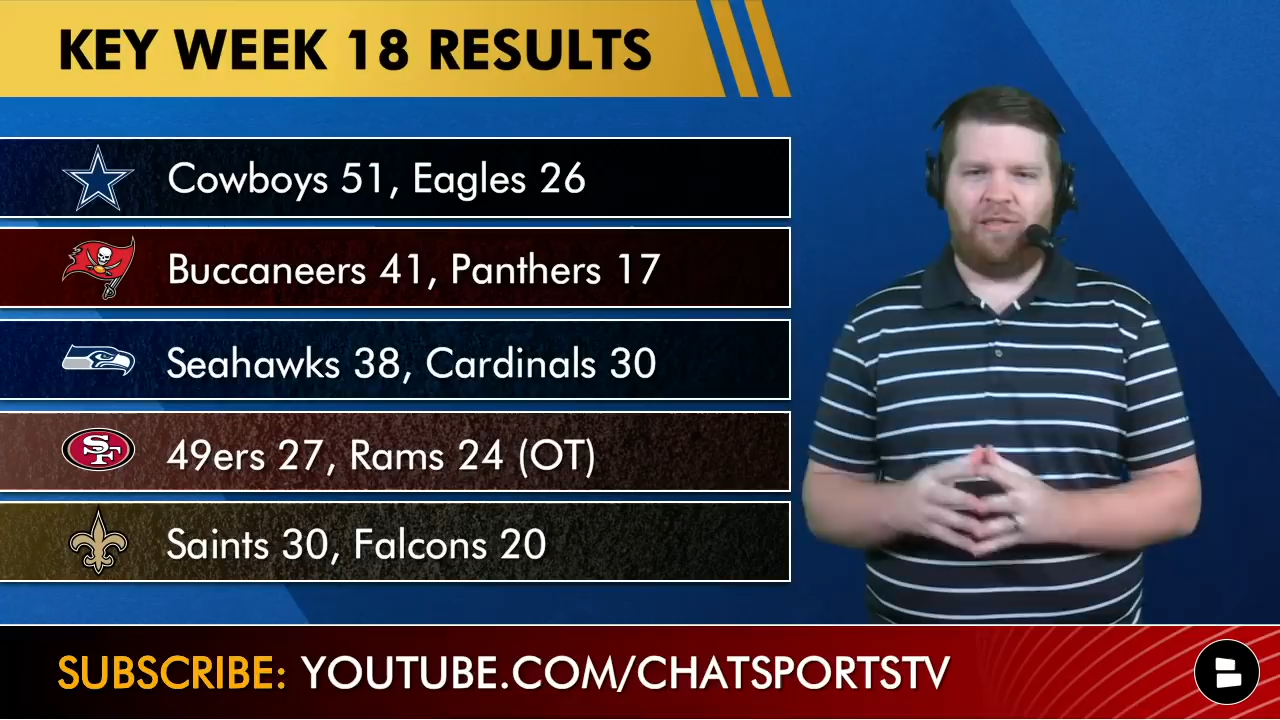 KEY WEEK 18 RESULTS
Cowboys 51, Eagles 26
Buccaneers 41, Panthers 17
Seahawks 38, Cardinals 30
SF
49ers 27, Rams 24 (OT)
Saints 30, Falcons 20
SUBSCRIBE: YOUTUBE.COM/CHATSPORTSTV